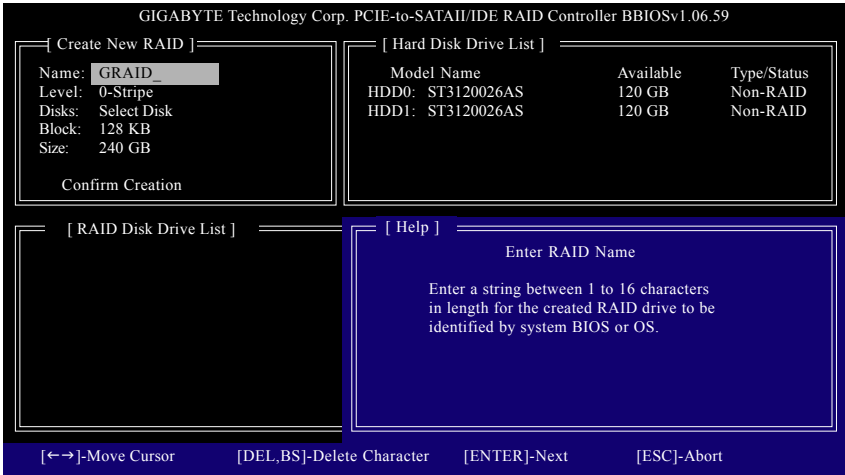 GIGABYTE Technology Corp. PCIE-to-SATAII/IDE RAID Controller BBIOSv1.06.59
[ Create New RAID ]
Name: GRAID_
Level: 0-Stripe
Disks: Select Disk
Block: 128 KB
Size: 240 GB
Confirm Creation
[ Hard Disk Drive List ]
Model Name Available Type/Status
HDD0: ST3120026AS 120 GB Non-RAID
HDD1: ST3120026AS 120 GB Non-RAID
[ RAID Disk Drive List ]
[ Help ]
Enter RAID Name
Enter a string between 1 to 16 characters
in length for the created RAID drive to be
identified by system BIOS or OS.
[←→]-Move Cursor [DEL,BS]-Delete Character [ENTER]-Next [ESC]-Abort